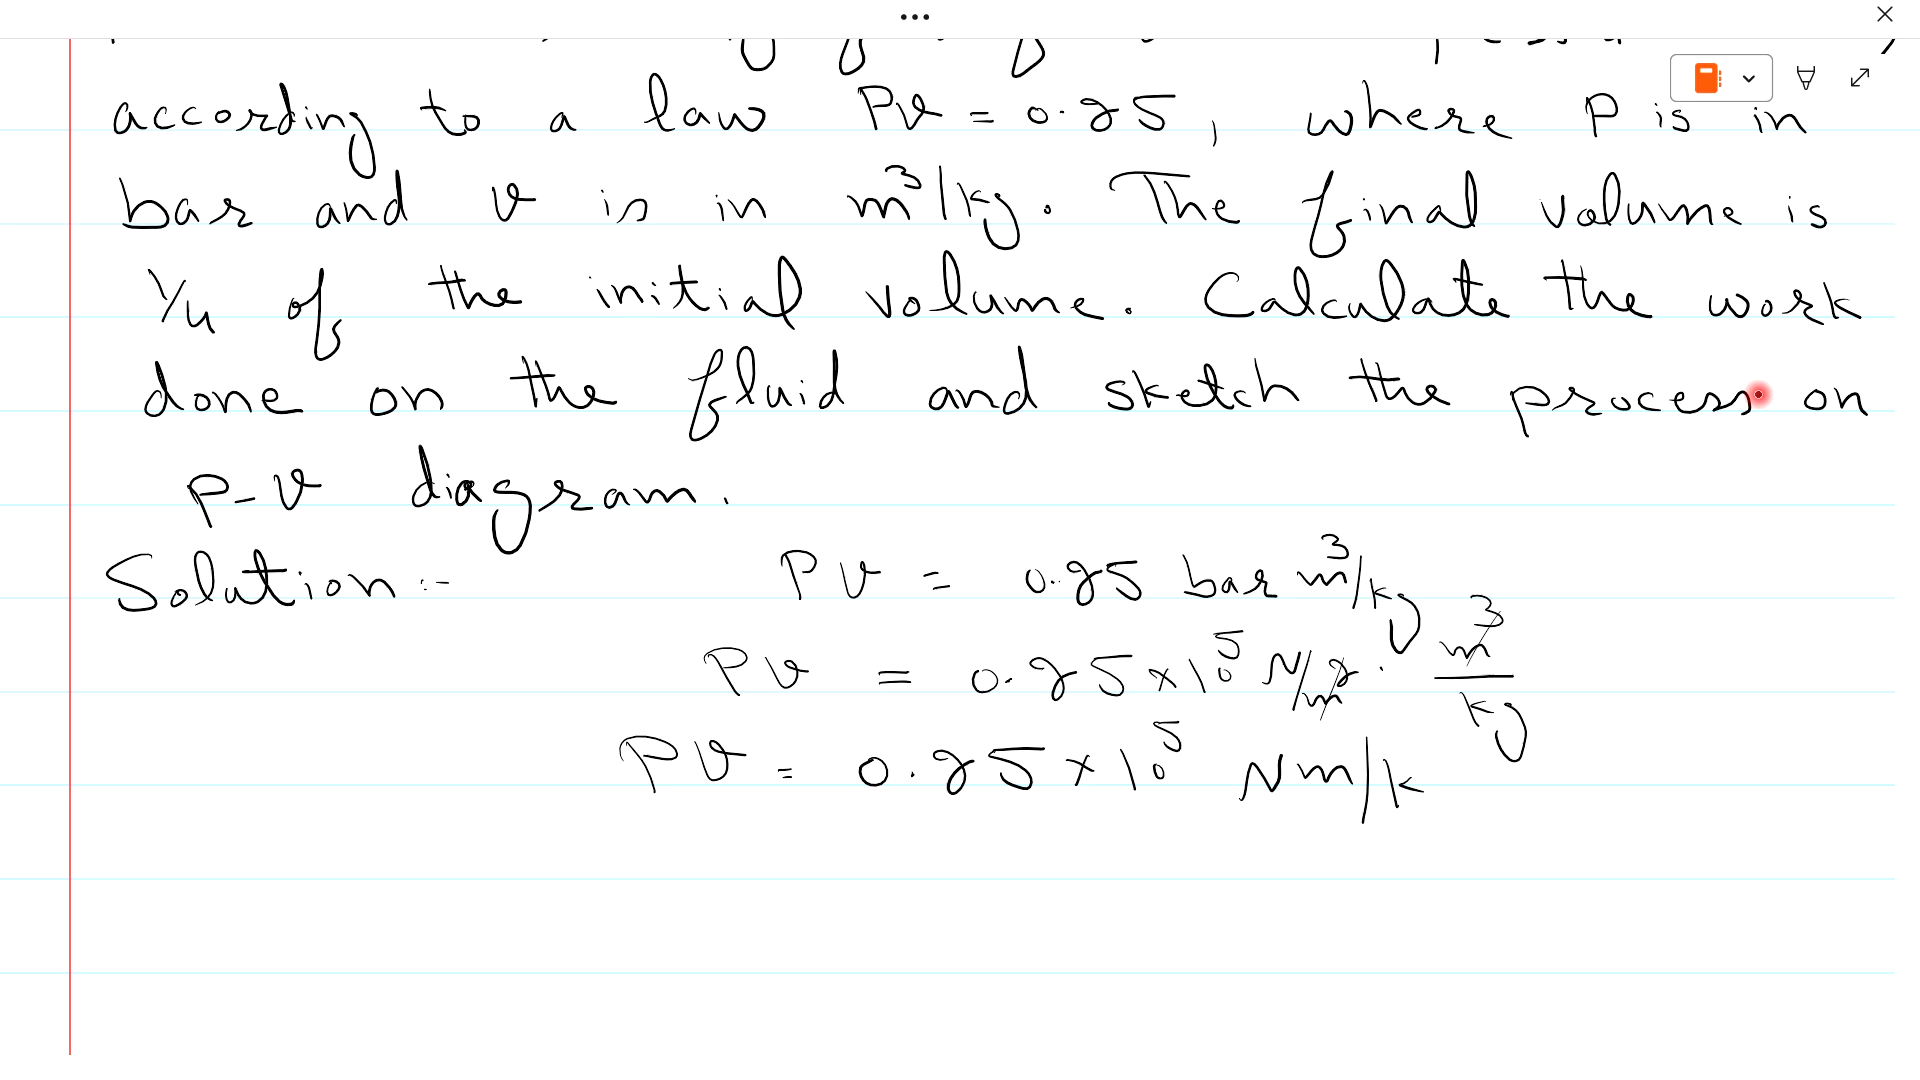 according to a law Pv = 0.25, where P is in
bar and v is in m³/kg. The final volume is
1/4 of the initial volume. Calculate the work
done on the fluid and sketch the process on
p-v diagram.
Solution:- Pv = 0.25 bar m³/kg
Pv = 0.25×10⁵ N/m². m³/kg
Pv = 0.25×10⁵ Nm/k